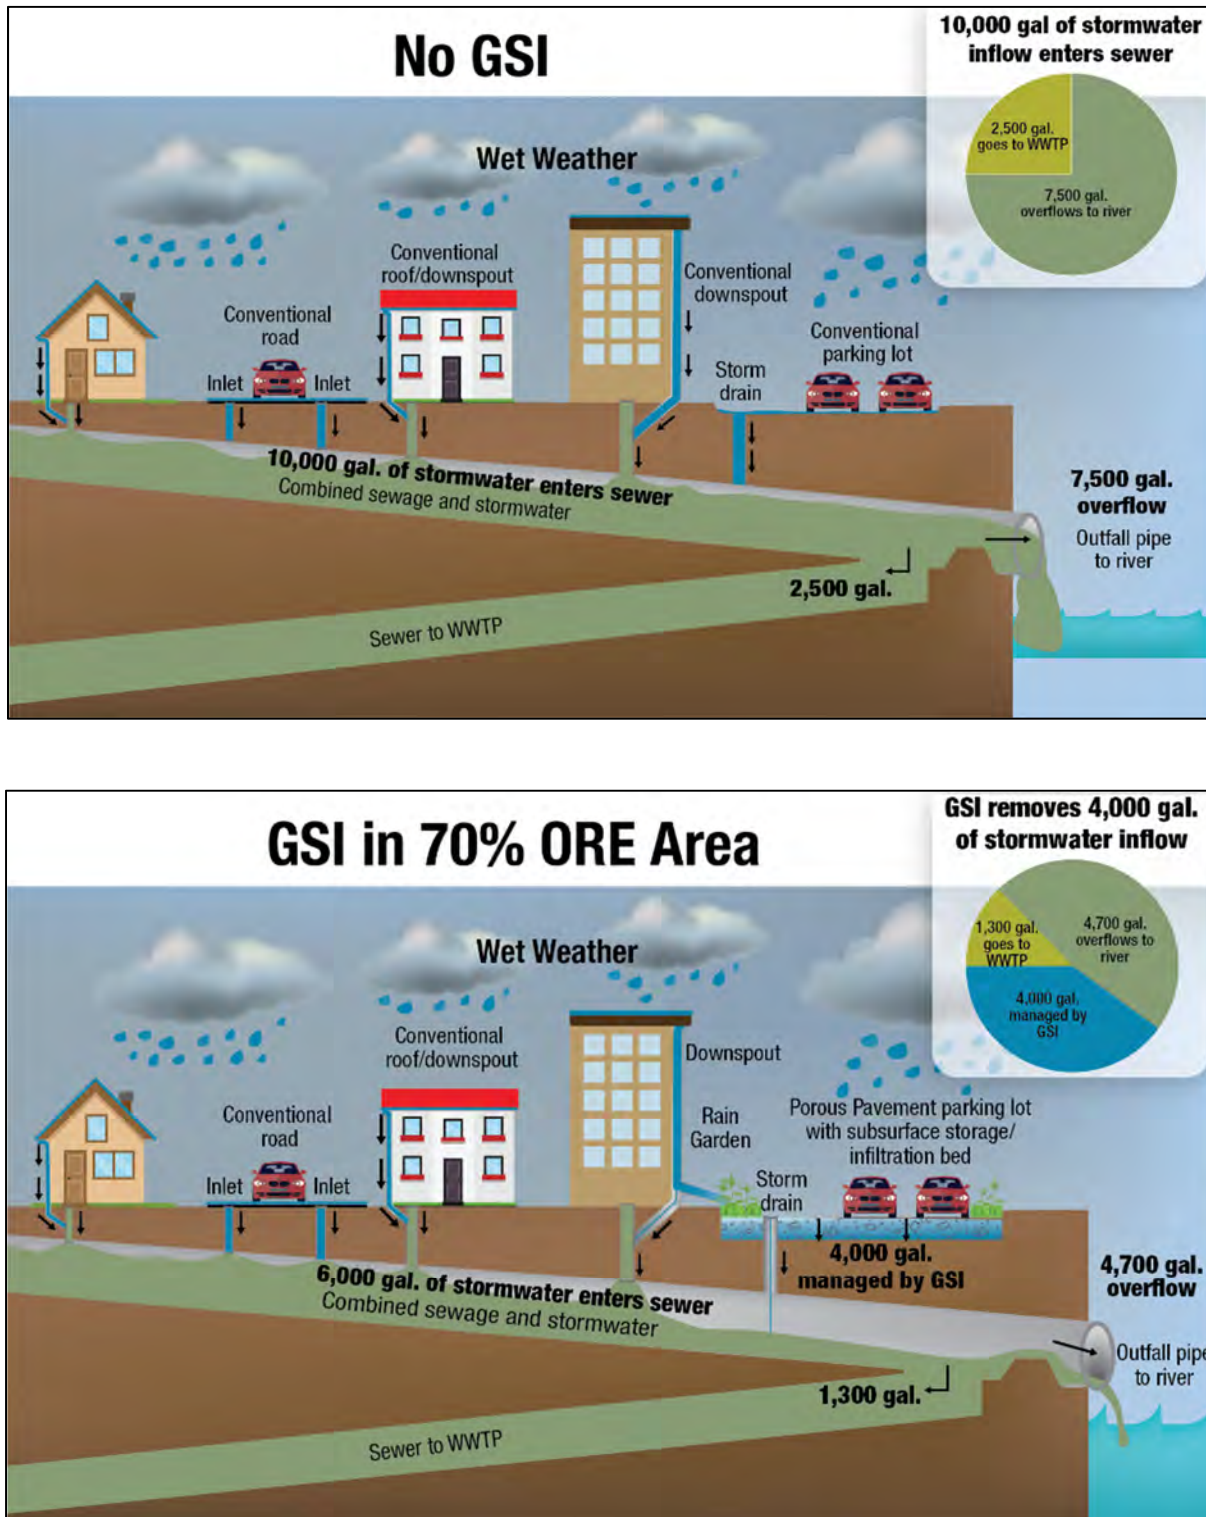 No GSI
10,000 gal of stormwater
inflow enters sewer
2,500 gal.
goes to WWTP
7,500 gal.
overflows to river
Wet Weather
Conventional
roof/downspout
Conventional
downspout
Conventional
road
Conventional
parking lot
Inlet
Inlet
Storm
drain
10,000 gal. of stormwater enters sewer
Combined sewage and stormwater
7,500 gal.
overflow
Outfall pipe
to river
2,500 gal.
Sewer to WWTP
GSI in 70% ORE Area
GSI removes 4,000 gal.
of stormwater inflow
1,300 gal.
goes to
WWTP
4,700 gal.
overflows to
river
4,000 gal.
managed by
GSI
Wet Weather
Conventional
roof/downspout
Downspout
Conventional
road
Rain
Garden
Porous Pavement parking lot
with subsurface storage/
infiltration bed
Inlet
Inlet
Storm
drain
4,000 gal.
managed by GSI
6,000 gal. of stormwater enters sewer
Combined sewage and stormwater
4,700 gal.
overflow
Outfall pipe
to river
1,300 gal.
Sewer to WWTP